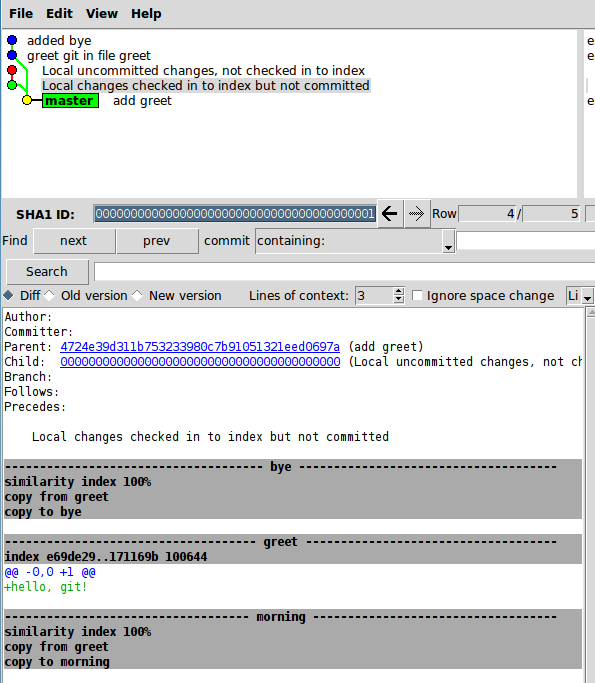 File Edit View Help
added bye
greet git in file greet
Local uncommitted changes, not checked in to index
Local changes checked in to index but not committed
master add greet
SHA1 ID: 0000000000000000000000000000000000000001 Row 4 / 5
Find next prev commit containing:
Search
Diff Old version New version Lines of context: 3 Ignore space change Li
Author:
Committer:
Parent: 4724e39d311b753233980c7b91051321eed0697a (add greet)
Child: 0000000000000000000000000000000000000000 (Local uncommitted changes, not ch
Branch:
Follows:
Precedes:
Local changes checked in to index but not committed
------------------------------------ bye ------------------------------------
similarity index 100%
copy from greet
copy to bye
----------------------------------- greet -----------------------------------
index e69de29..171169b 100644
@@ -0,0 +1 @@
+hello, git!
---------------------------------- morning ----------------------------------
similarity index 100%
copy from greet
copy to morning